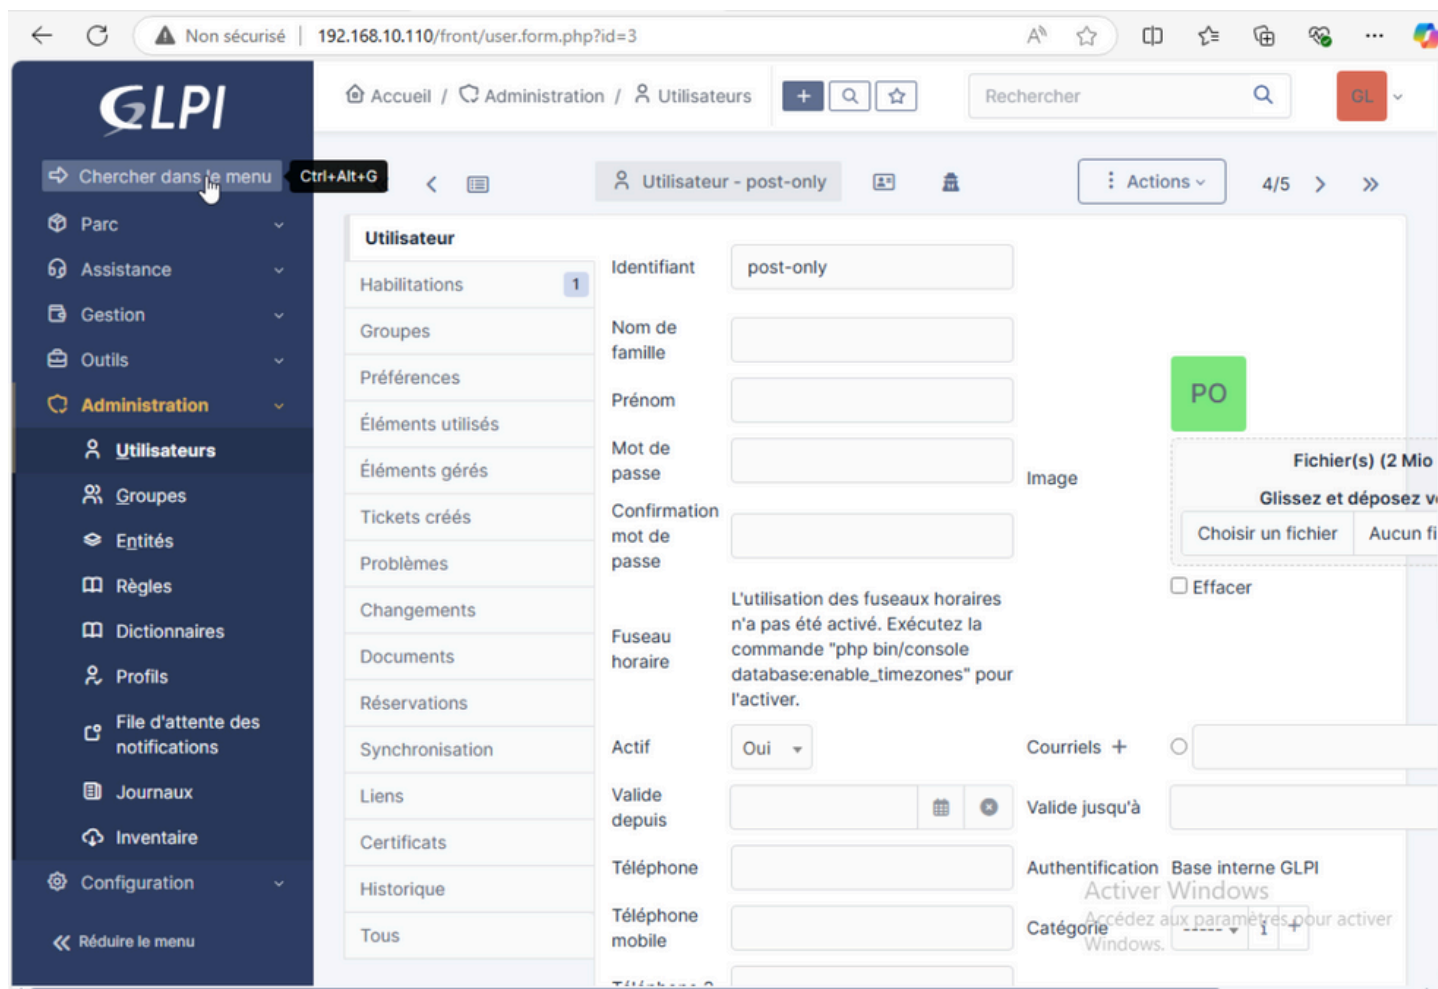 Non sécurisé
192.168.10.110/front/user.form.php?id=3
GLPI
Accueil / Administration / Utilisateurs
Rechercher
GL
Chercher dans le menu
Ctrl+Alt+G
Utilisateur - post-only
Actions
4/5
Parc
Assistance
Gestion
Outils
Administration
Utilisateurs
Groupes
Entités
Règles
Dictionnaires
Profils
File d'attente des
notifications
Journaux
Inventaire
Configuration
Réduire le menu
Utilisateur
Habilitations 1
Groupes
Préférences
Éléments utilisés
Éléments gérés
Tickets créés
Problèmes
Changements
Documents
Réservations
Synchronisation
Liens
Certificats
Historique
Tous
Identifiant
post-only
Nom de
famille
Prénom
Mot de
passe
Confirmation
mot de
passe
Fuseau
horaire
L'utilisation des fuseaux horaires
n'a pas été activé. Exécutez la
commande "php bin/console
database:enable_timezones" pour
l'activer.
Actif
Oui
Valide
depuis
Téléphone
Téléphone
mobile
Image
PO
Fichier(s) (2 Mio
Glissez et déposez
Choisir un fichier
Aucun
Effacer
Courriels +
Valide jusqu'à
Authentification
Base interne GLPI
Catégorie
-----
i
+
Activer Windows
Accédez aux paramètres pour activer
Windows.